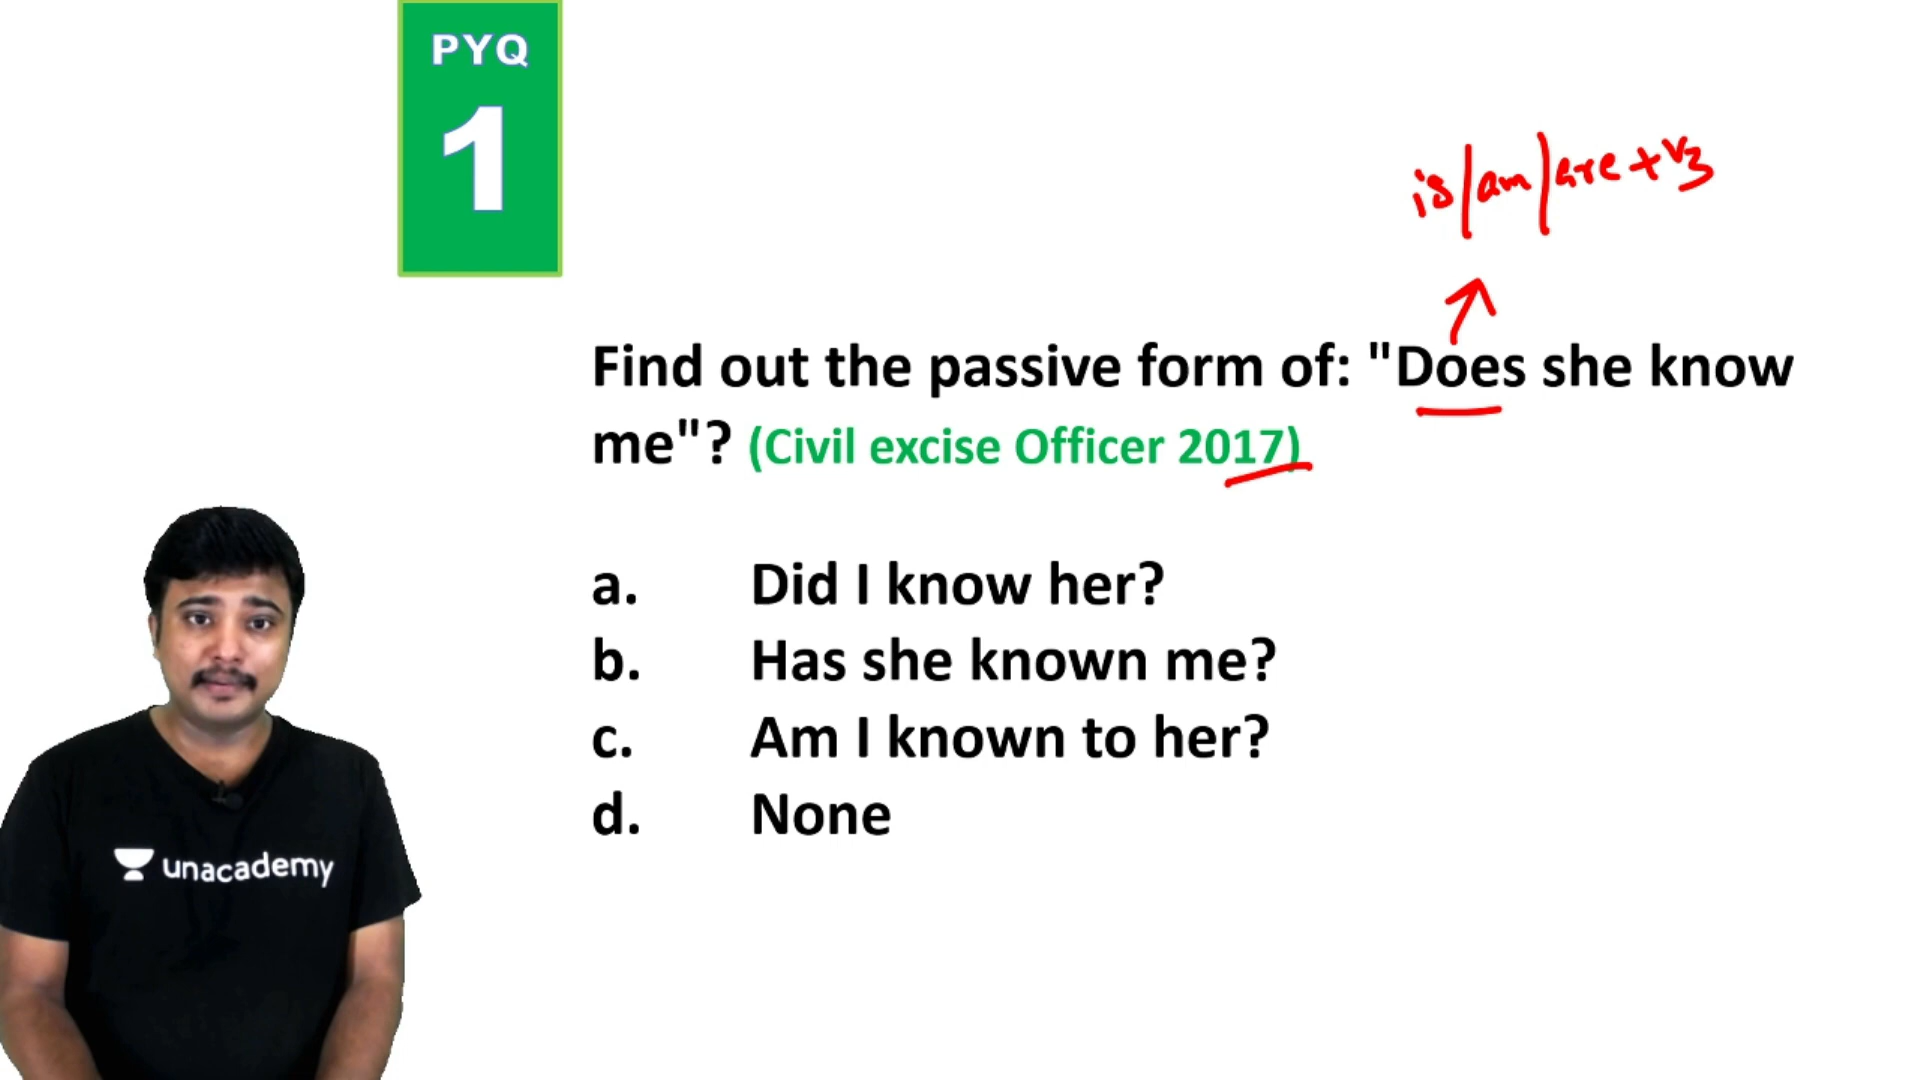 PYQ
1
is/am/are + V3
Find out the passive form of: "Does she know
me"? (Civil excise Officer 2017)
a. Did I know her?
b. Has she known me?
c. Am I known to her?
d. None
unacademy